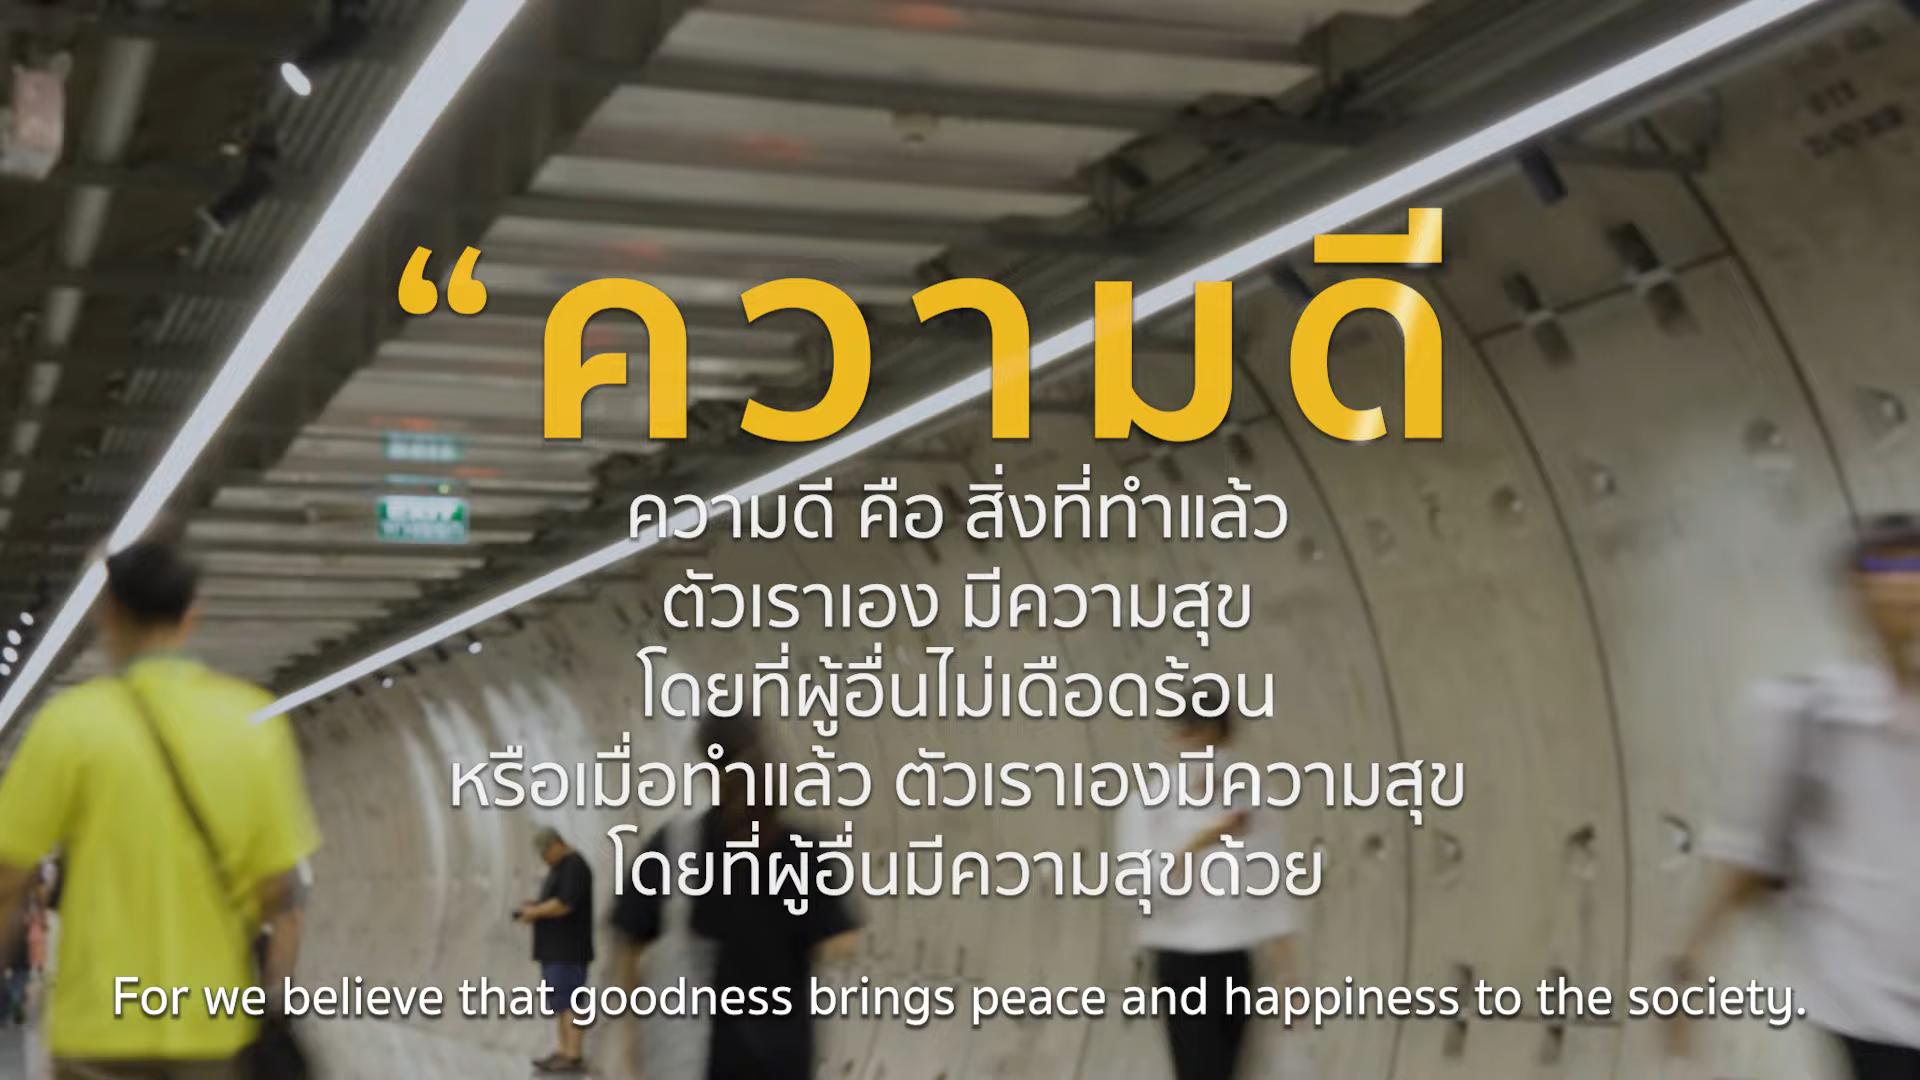 “ความดี
ความดี คือ สิ่งที่ทำแล้ว
ตัวเราเอง มีความสุข
โดยที่ผู้อื่นไม่เดือดร้อน
หรือเมื่อทำแล้ว ตัวเราเองมีความสุข
โดยที่ผู้อื่นมีความสุขด้วย
For we believe that goodness brings peace and happiness to the society.